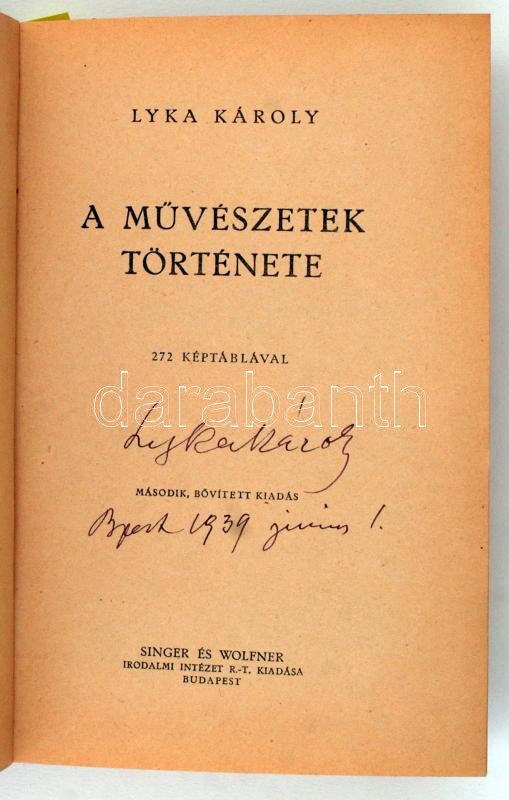 LYKA KÁROLY
A MŰVÉSZETEK
TÖRTÉNETE
272 KÉPTÁBLÁVAL
darabanth
Lyka Károly
MÁSODIK, BŐVÍTETT KIADÁS
Bpest 1939 június 1.
SINGER ÉS WOLFNER
IRODALMI INTÉZET R.-T. KIADÁSA
BUDAPEST